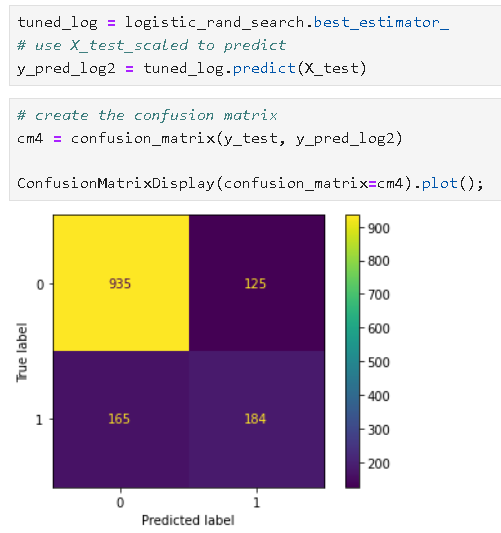 tuned_log = logistic_rand_search.best_estimator_
# use X_test_scaled to predict
y_pred_log2 = tuned_log.predict(X_test)
# create the confusion matrix
cm4 = confusion_matrix(y_test, y_pred_log2)
ConfusionMatrixDisplay(confusion_matrix=cm4).plot();
True label
0
935
125
1
165
184
0
1
Predicted label
900
800
700
600
500
400
300
200